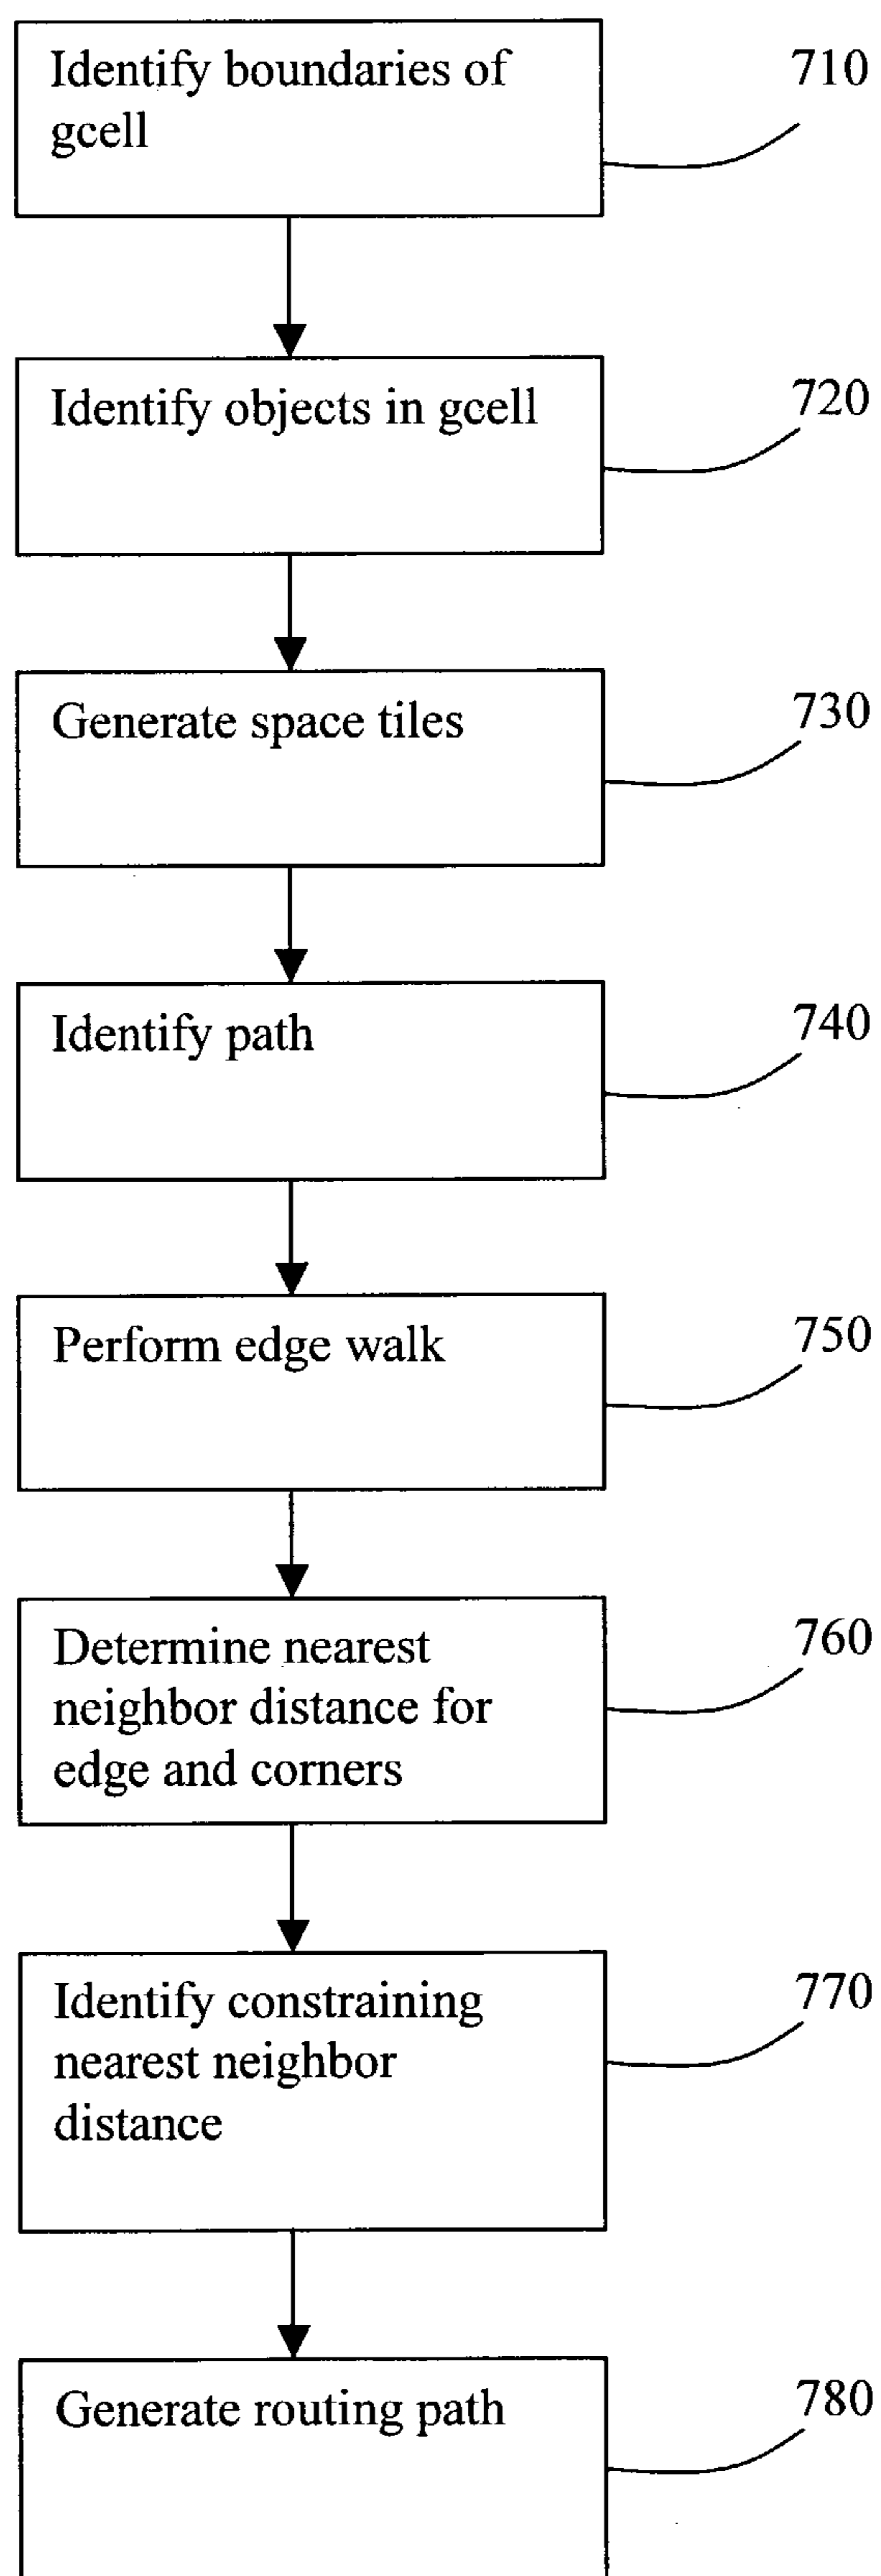 Identify boundaries of
gcell
710
Identify objects in gcell
720
Generate space tiles
730
Identify path
740
Perform edge walk
750
Determine nearest
neighbor distance for
edge and corners
760
Identify constraining
nearest neighbor
distance
770
Generate routing path
780